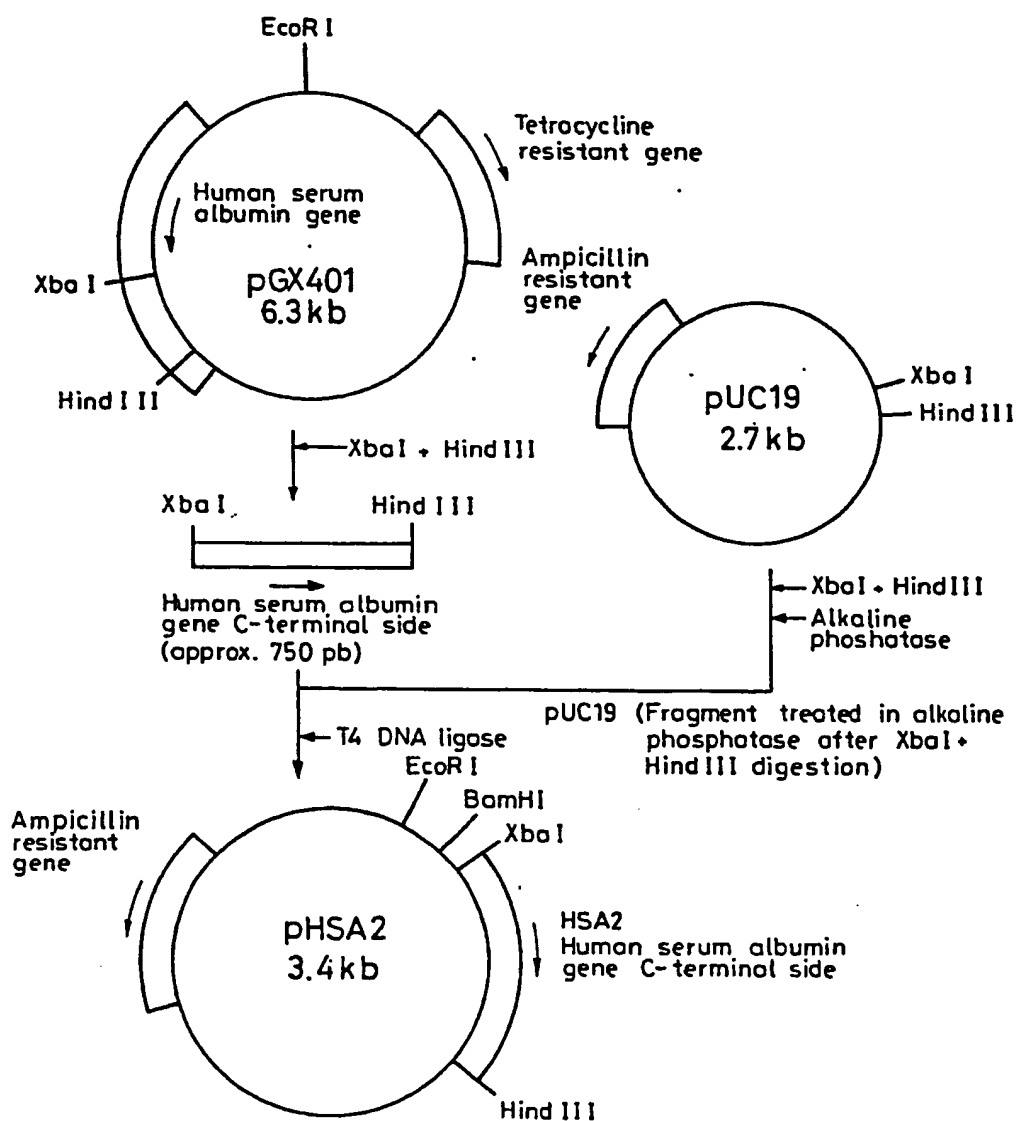 EcoR I
Tetracycline
resistant gene
Human serum
albumin gene
Xba I
pGX401
6.3 kb
Hind I II
Ampicillin
resistant
gene
pUC19
2.7 kb
Xba I
Hind III
XbaI + Hind III
Xba I
Hind III
Human serum albumin
gene C-terminal side
(approx. 750 pb)
XbaI + Hind III
Alkaline
phoshatase
pUC19 (Fragment treated in alkaline
phosphatase after XbaI +
Hind III digestion)
T4 DNA ligase
EcoR I
BamHI
Xba I
Ampicillin
resistant
gene
pHSA2
3.4 kb
HSA2
Human serum albumin
gene C-terminal side
Hind III